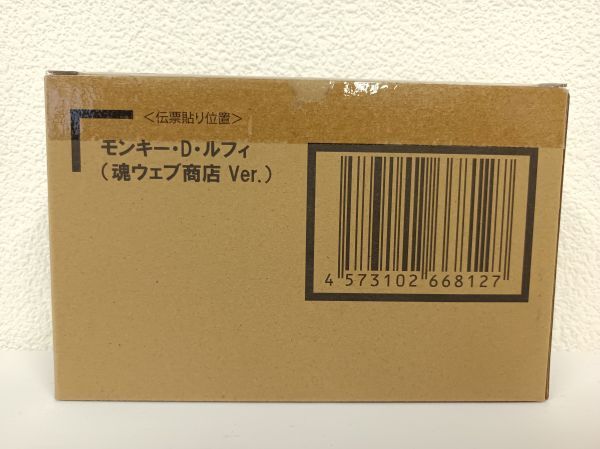 ＜伝票貼り位置＞
モンキー・D・ルフィ
（魂ウェブ商店 Ver.）
4 573102 668127